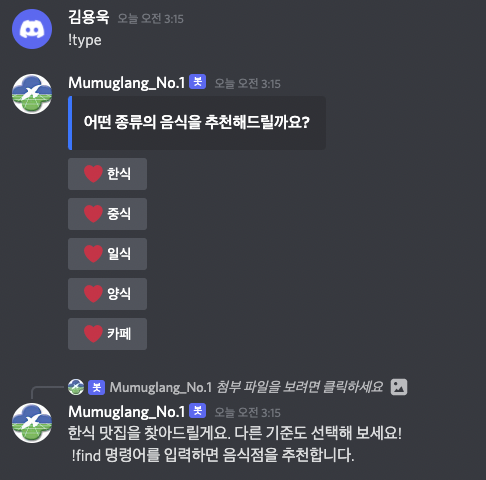 김용욱 오늘 오전 3:15
!type
Mumuglang_No.1 봇 오늘 오전 3:15
어떤 종류의 음식을 추천해드릴까요?
한식
중식
일식
양식
카페
봇 Mumuglang_No.1 첨부 파일을 보려면 클릭하세요
Mumuglang_No.1 봇 오늘 오전 3:15
한식 맛집을 찾아드릴게요. 다른 기준도 선택해 보세요!
!find 명령어를 입력하면 음식점을 추천합니다.